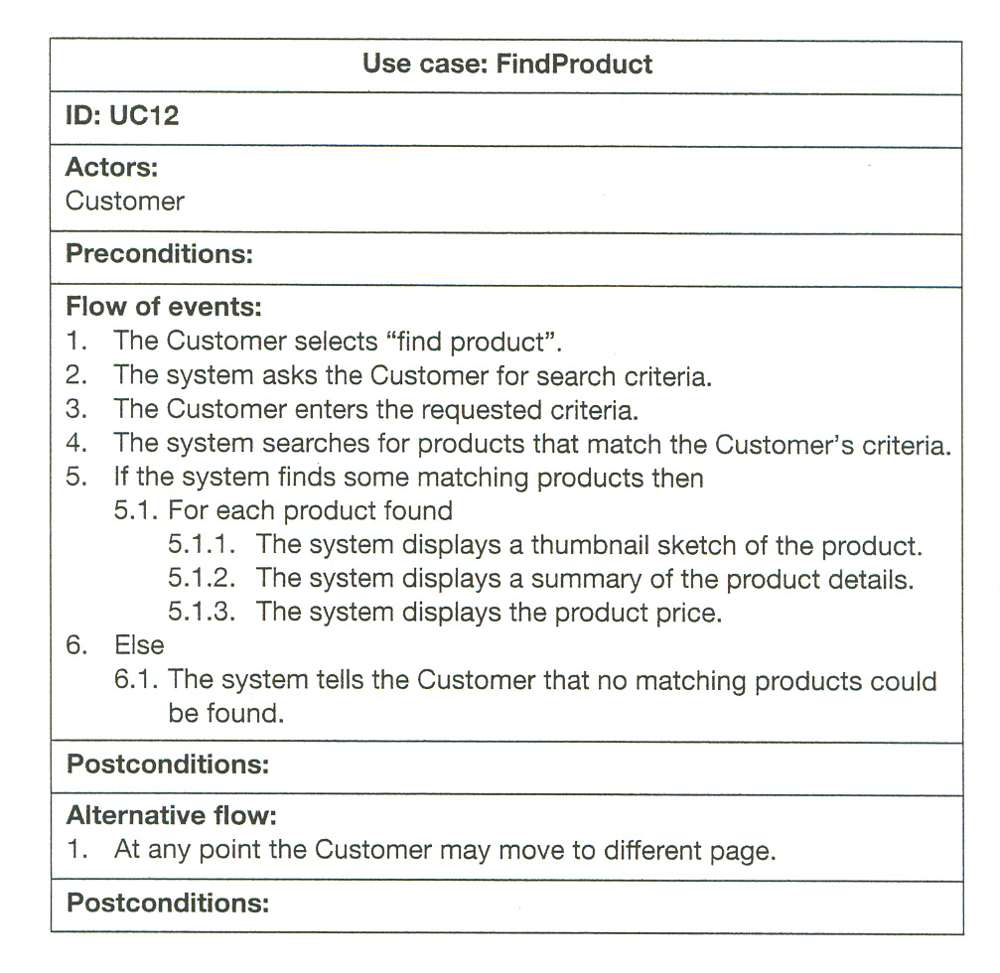 Use case: FindProduct
ID: UC12
Actors:
Customer
Preconditions:
Flow of events:
1. The Customer selects “find product”.
2. The system asks the Customer for search criteria.
3. The Customer enters the requested criteria.
4. The system searches for products that match the Customer’s criteria.
5. If the system finds some matching products then
5.1. For each product found
5.1.1. The system displays a thumbnail sketch of the product.
5.1.2. The system displays a summary of the product details.
5.1.3. The system displays the product price.
6. Else
6.1. The system tells the Customer that no matching products could
be found.
Postconditions:
Alternative flow:
1. At any point the Customer may move to different page.
Postconditions: